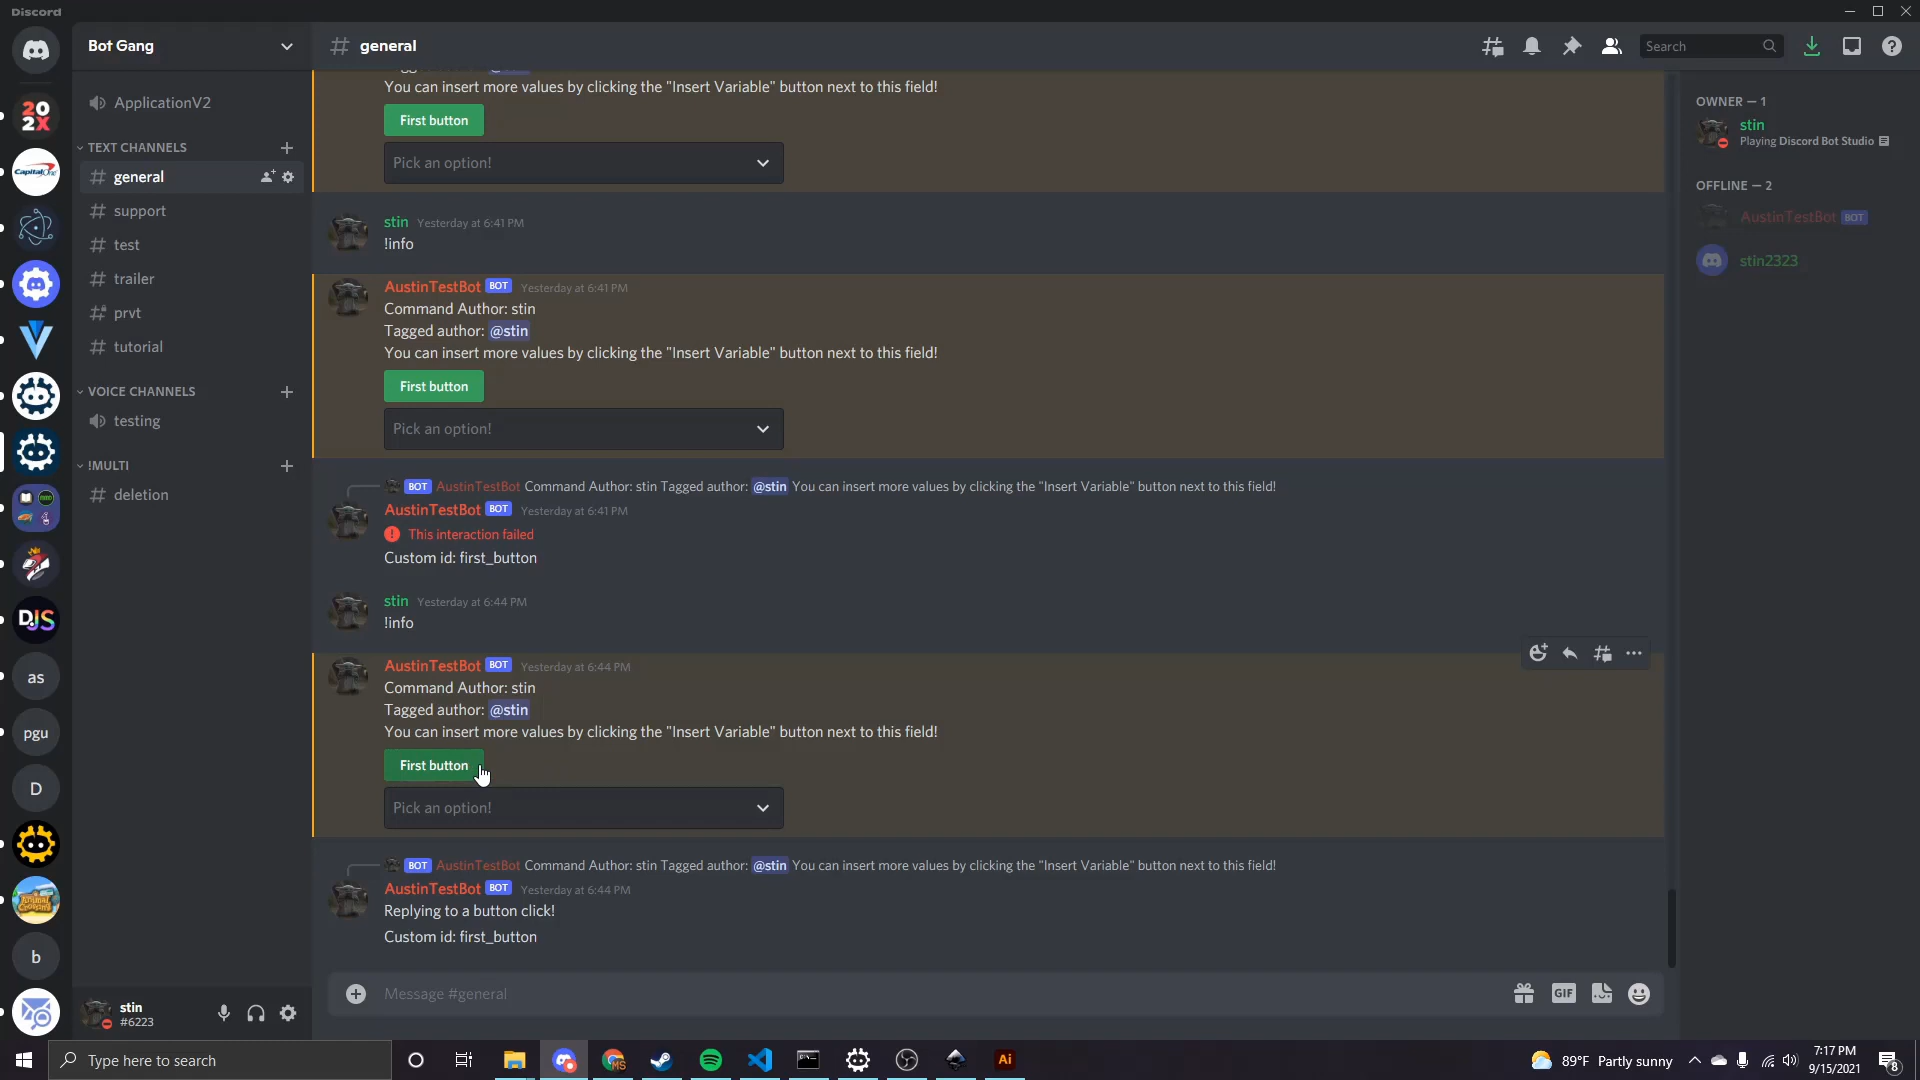 Discord
Bot Gang
general
Search
ApplicationV2
TEXT CHANNELS
general
support
test
trailer
prvt
tutorial
VOICE CHANNELS
testing
!MULTI
deletion
20
2X
Capital One
DJS
as
pgu
D
b
stin
#6223
You can insert more values by clicking the "Insert Variable" button next to this field!
First button
Pick an option!
stin Yesterday at 6:41 PM
!info
AustinTestBot BOT Yesterday at 6:41 PM
Command Author: stin
Tagged author: @stin
You can insert more values by clicking the "Insert Variable" button next to this field!
First button
Pick an option!
BOT AustinTestBot Command Author: stin Tagged author: @stin You can insert more values by clicking the "Insert Variable" button next to this field!
AustinTestBot BOT Yesterday at 6:41 PM
This interaction failed
Custom id: first_button
stin Yesterday at 6:44 PM
!info
AustinTestBot BOT Yesterday at 6:44 PM
Command Author: stin
Tagged author: @stin
You can insert more values by clicking the "Insert Variable" button next to this field!
First button
Pick an option!
BOT AustinTestBot Command Author: stin Tagged author: @stin You can insert more values by clicking the "Insert Variable" button next to this field!
AustinTestBot BOT Yesterday at 6:44 PM
Replying to a button click!
Custom id: first_button
Message #general
GIF
OWNER — 1
stin
Playing Discord Bot Studio
OFFLINE — 2
AustinTestBot BOT
stin2323
Type here to search
MS
Ai
89°F Partly sunny
7:17 PM
9/15/2021
8